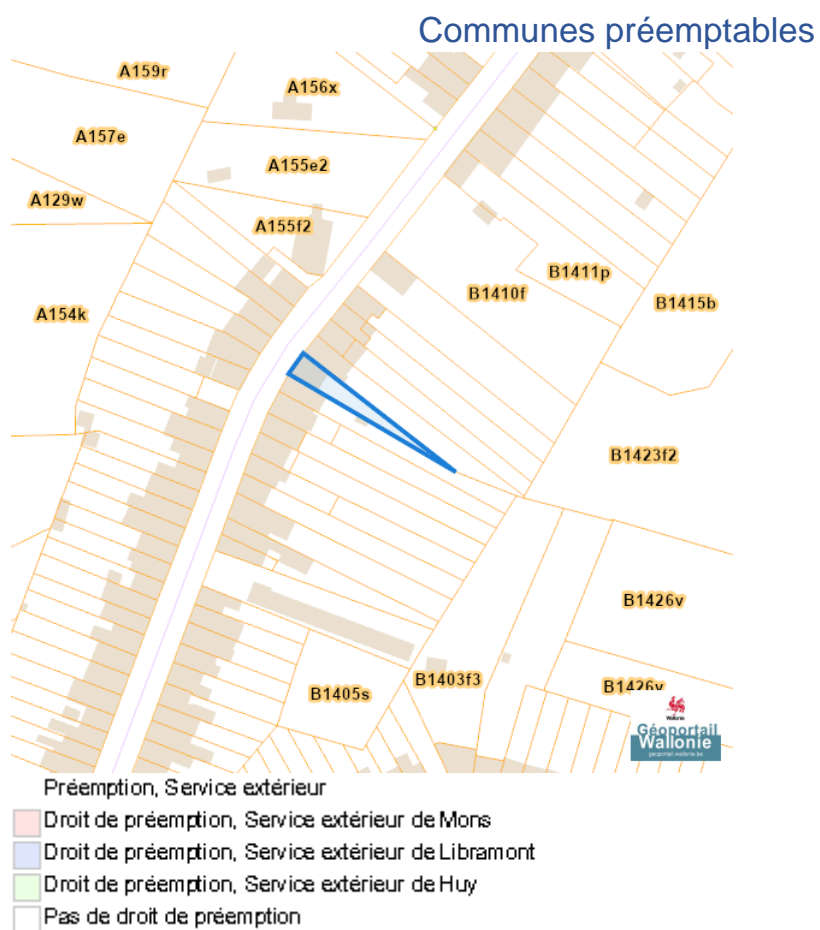 Communes préemptables
A159r
A156x
A157e
A155e2
A129w
A155f2
B1411p
B1410f
B1415b
A154k
B1423f2
B1426v
B1403f3
B1426v
B1405s
Wallonie
Géoportail
Wallonie
geoportail.wallonie.be
Préemption, Service extérieur
Droit de préemption, Service extérieur de Mons
Droit de préemption, Service extérieur de Libramont
Droit de préemption, Service extérieur de Huy
Pas de droit de préemption